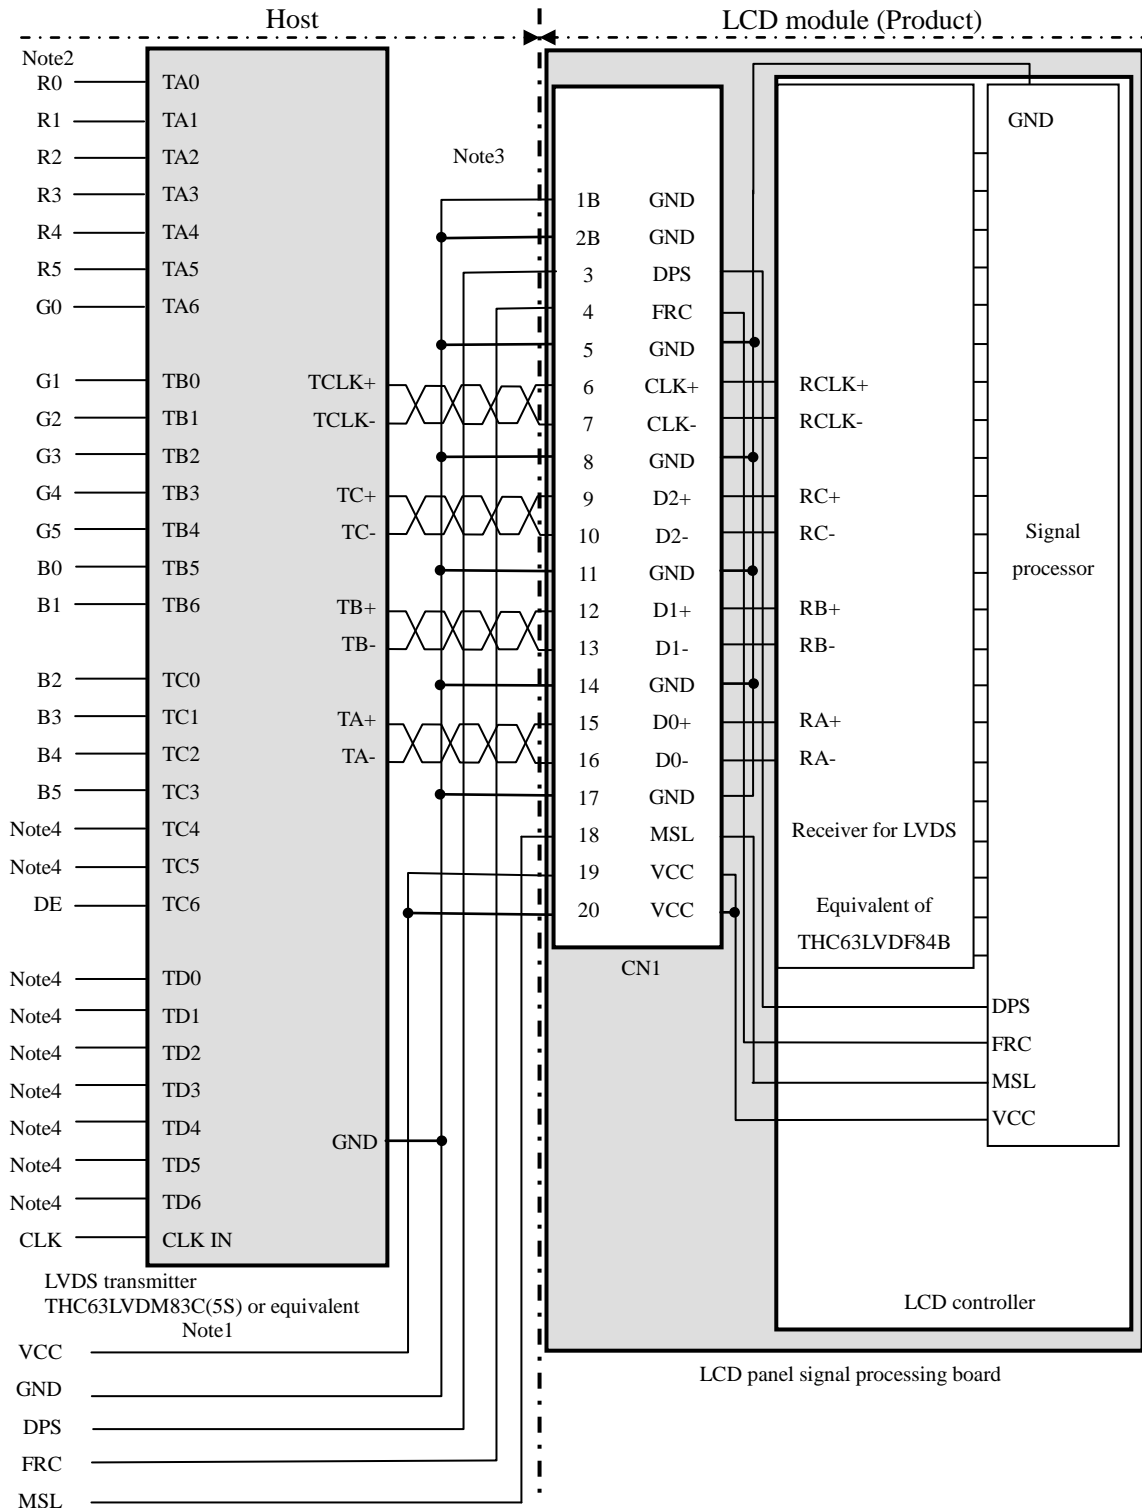 Host
LCD module (Product)
Note2
R0 TA0
R1 TA1
R2 TA2
R3 TA3
R4 TA4
R5 TA5
G0 TA6
G1 TB0
G2 TB1
G3 TB2
G4 TB3
G5 TB4
B0 TB5
B1 TB6
B2 TC0
B3 TC1
B4 TC2
B5 TC3
Note4 TC4
Note4 TC5
DE TC6
Note4 TD0
Note4 TD1
Note4 TD2
Note4 TD3
Note4 TD4
Note4 TD5
Note4 TD6
CLK CLK IN
TCLK+
TCLK-
TC+
TC-
TB+
TB-
TA+
TA-
GND
LVDS transmitter
THC63LVDM83C(5S) or equivalent
Note1
VCC
GND
DPS
FRC
MSL
Note3
1B GND
2B GND
3 DPS
4 FRC
5 GND
6 CLK+
7 CLK-
8 GND
9 D2+
10 D2-
11 GND
12 D1+
13 D1-
14 GND
15 D0+
16 D0-
17 GND
18 MSL
19 VCC
20 VCC
CN1
RCLK+
RCLK-
RC+
RC-
RB+
RB-
RA+
RA-
Receiver for LVDS
Equivalent of
THC63LVDF84B
GND
Signal
processor
DPS
FRC
MSL
VCC
LCD controller
LCD panel signal processing board